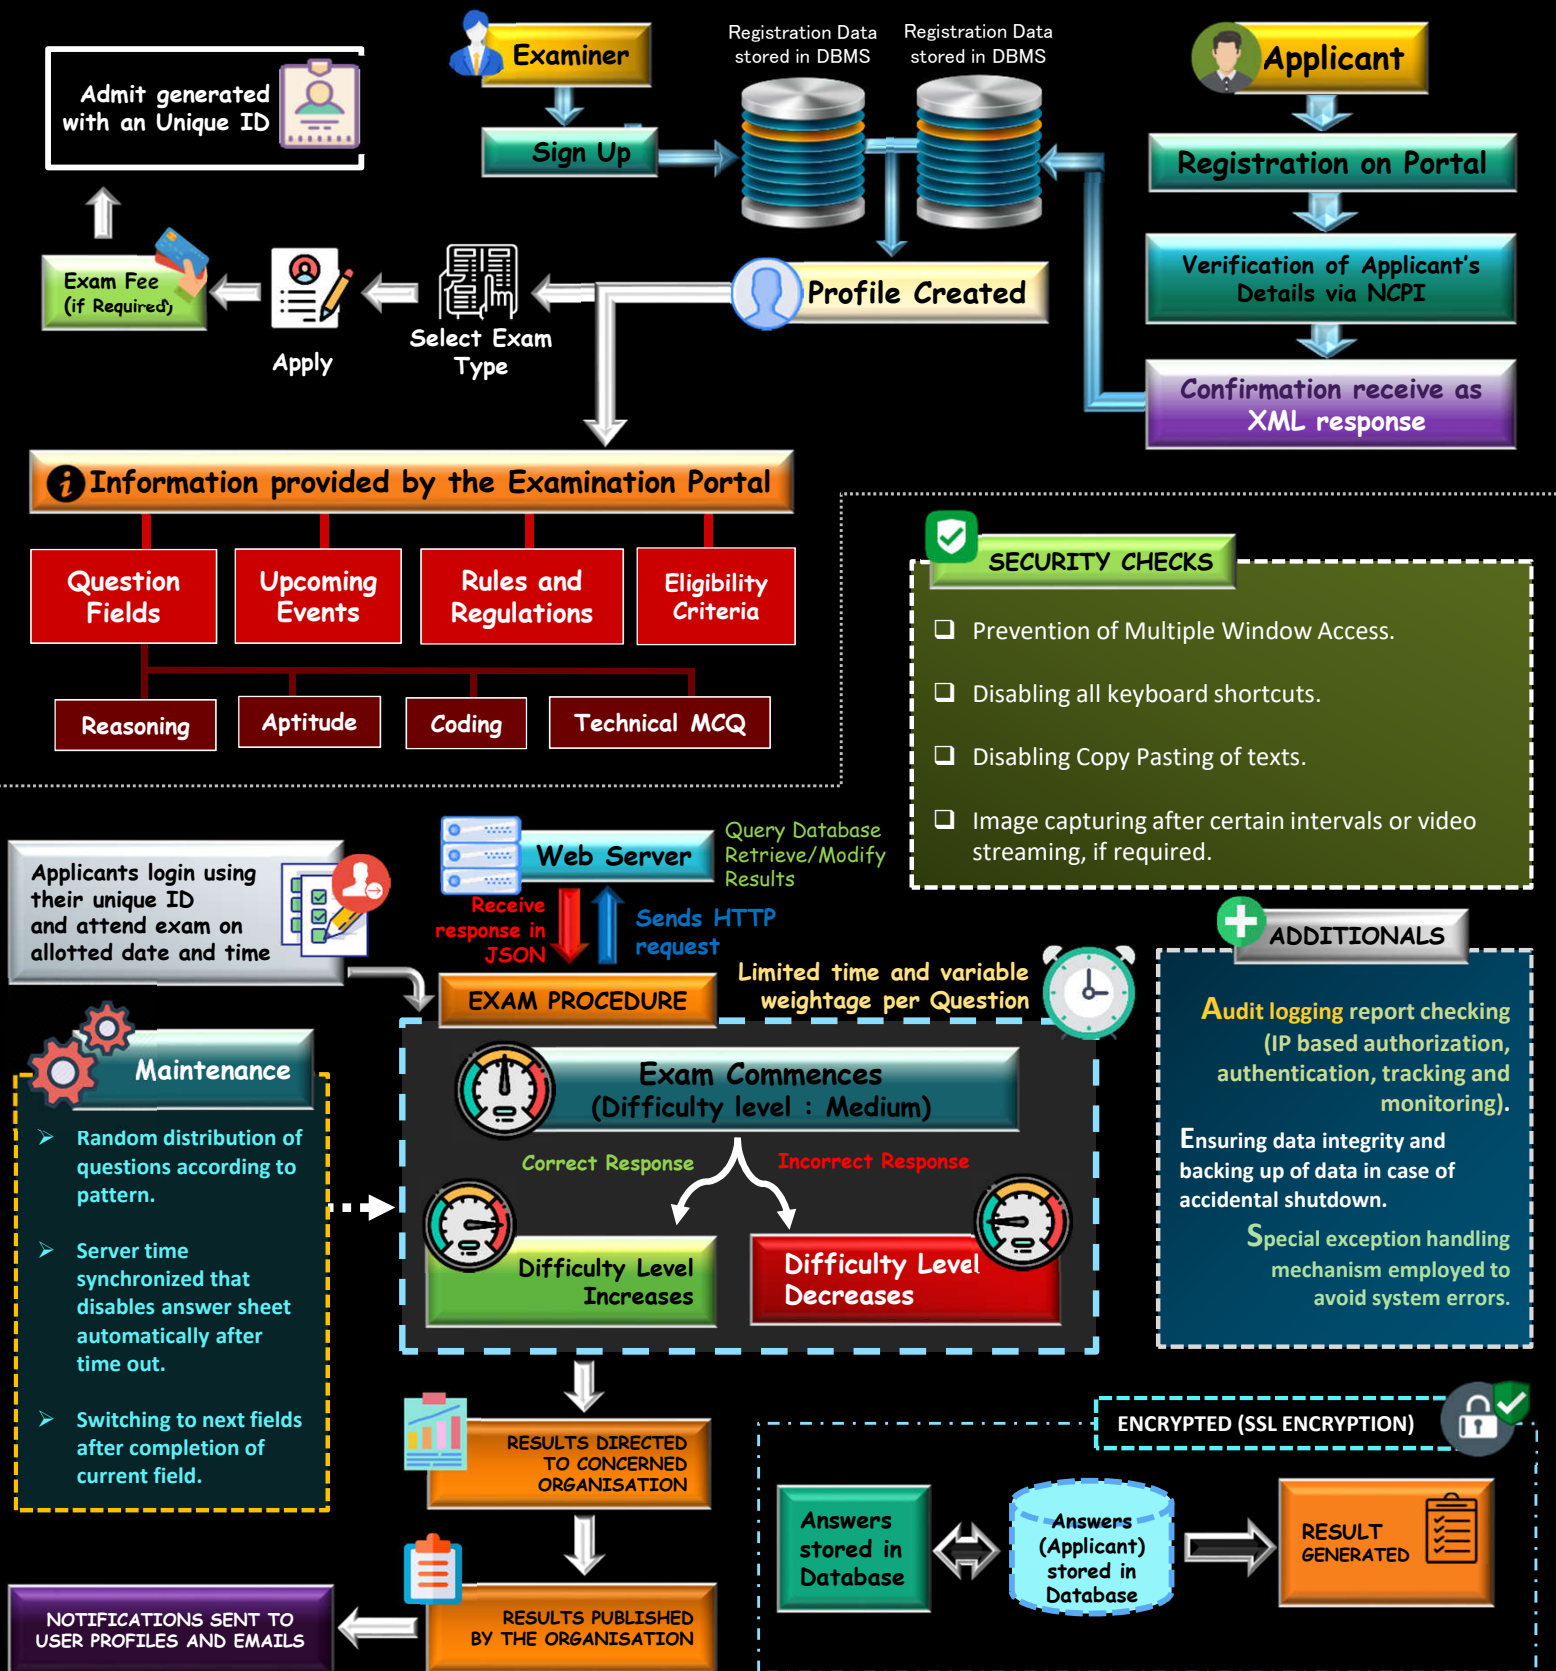 Examiner
Sign Up
Registration Data
stored in DBMS
Registration Data
stored in DBMS
Applicant
Registration on Portal
Verification of Applicant's
Details via NCPI
Confirmation receive as
XML response
Admit generated
with an Unique ID
Exam Fee
(if Required)
Apply
Select Exam
Type
Profile Created
i Information provided by the Examination Portal
Question
Fields
Upcoming
Events
Rules and
Regulations
Eligibility
Criteria
Reasoning
Aptitude
Coding
Technical MCQ
SECURITY CHECKS
❑ Prevention of Multiple Window Access.
❑ Disabling all keyboard shortcuts.
❑ Disabling Copy Pasting of texts.
❑ Image capturing after certain intervals or video
streaming, if required.
Applicants login using
their unique ID
and attend exam on
allotted date and time
Web Server
Query Database
Retrieve/Modify
Results
Receive
response in
JSON
Sends HTTP
request
EXAM PROCEDURE
Limited time and variable
weightage per Question
Exam Commences
(Difficulty level : Medium)
Correct Response
Incorrect Response
Difficulty Level
Increases
Difficulty Level
Decreases
Maintenance
➢ Random distribution of
questions according to
pattern.
➢ Server time
synchronized that
disables answer sheet
automatically after
time out.
➢ Switching to next fields
after completion of
current field.
ADDITIONALS
Audit logging report checking
(IP based authorization,
authentication, tracking and
monitoring).
Ensuring data integrity and
backing up of data in case of
accidental shutdown.
Special exception handling
mechanism employed to
avoid system errors.
RESULTS DIRECTED
TO CONCERNED
ORGANISATION
RESULTS PUBLISHED
BY THE ORGANISATION
NOTIFICATIONS SENT TO
USER PROFILES AND EMAILS
ENCRYPTED (SSL ENCRYPTION)
Answers
stored in
Database
Answers
(Applicant)
stored in
Database
RESULT
GENERATED